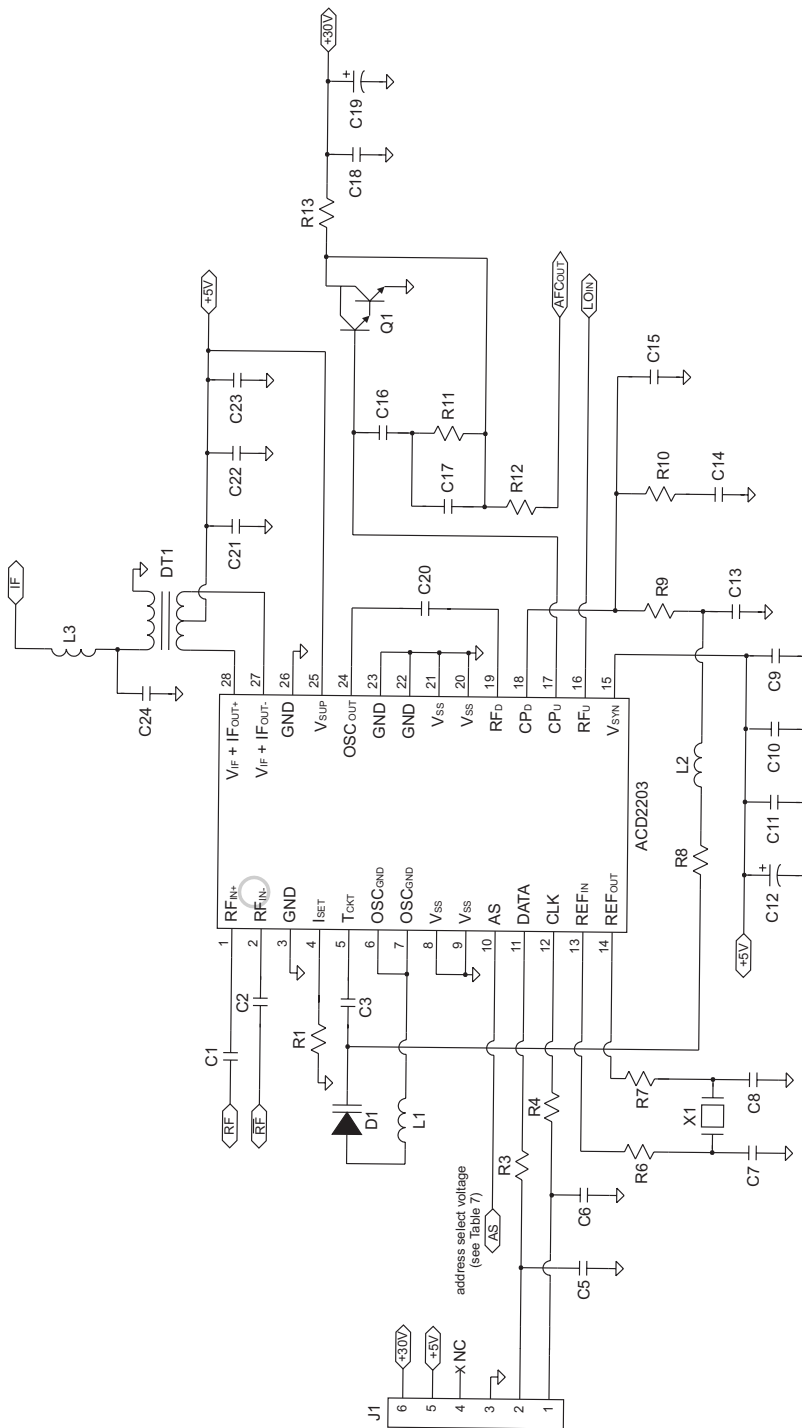 IF
L3
C24
DT1
+5V
C21
C22
C23
+30V
R13
C18
C19
Q1
C16
C17
R11
R12
AFCOUT
LOIN
C20
R9
R10
C13
C14
C15
28
27
26
25
24
23
22
21
20
19
18
17
16
15
VIF + IFOUT+
VIF + IFOUT-
GND
VSUP
OSCOUT
GND
GND
VSS
VSS
RFD
CPD
CPU
RFU
VSYN
ACD2203
RFIN+
RFIN-
GND
ISET
TCKT
OSCGND
OSCGND
VSS
VSS
AS
DATA
CLK
REFIN
REFOUT
1
2
3
4
5
6
7
8
9
10
11
12
13
14
C1
C2
RF
RF
R1
C3
D1
L1
address select voltage
(see Table 7)
AS
R3
R4
C5
C6
R6
R7
X1
C7
C8
R8
L2
+5V
C12
+
C11
C10
C9
+
J1
6
5
4
3
2
1
+30V
+5V
x NC